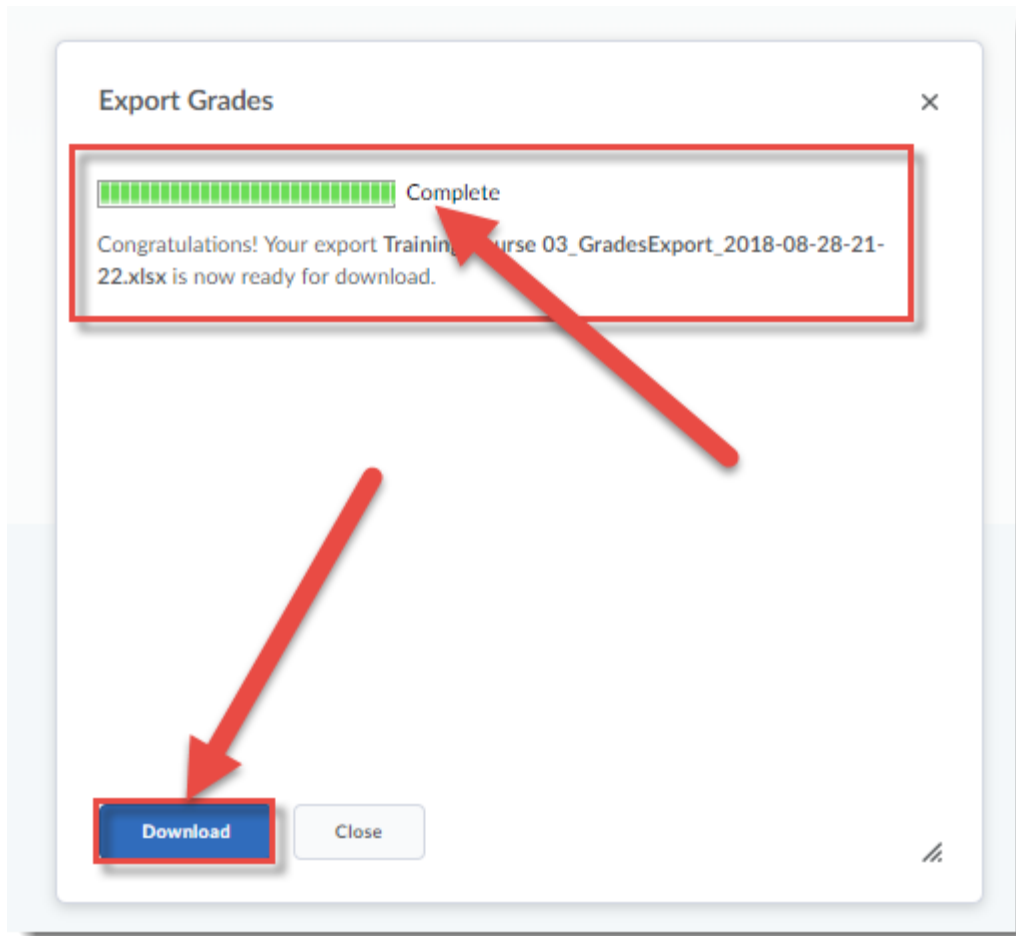 Export Grades
Complete
Congratulations! Your export Training urse 03_GradesExport_2018-08-28-21-
22.xlsx is now ready for download.
Download
Close